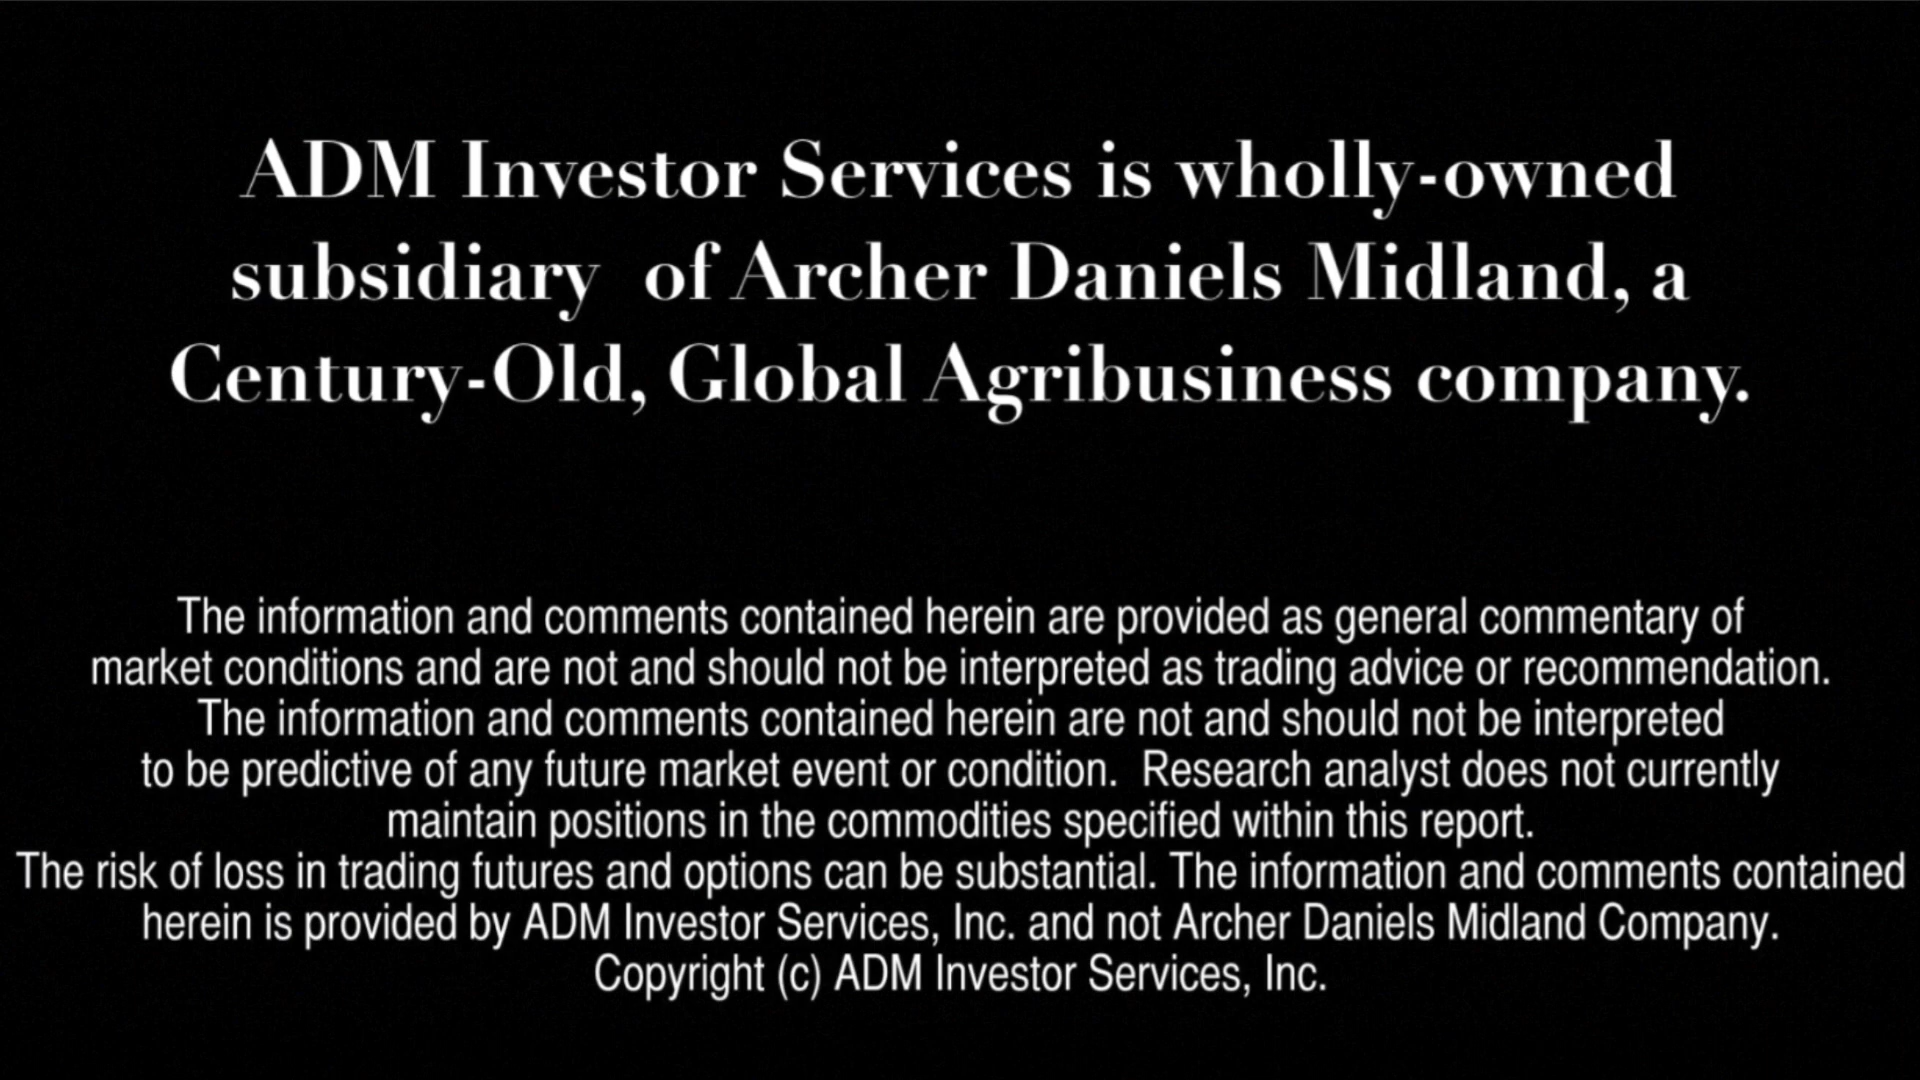 ADM Investor Services is wholly-owned
subsidiary  of Archer Daniels Midland, a
Century-Old, Global Agribusiness company.
The information and comments contained herein are provided as general commentary of
market conditions and are not and should not be interpreted as trading advice or recommendation.
The information and comments contained herein are not and should not be interpreted
to be predictive of any future market event or condition.  Research analyst does not currently
maintain positions in the commodities specified within this report.
The risk of loss in trading futures and options can be substantial. The information and comments contained
herein is provided by ADM Investor Services, Inc. and not Archer Daniels Midland Company.
Copyright (c) ADM Investor Services, Inc.